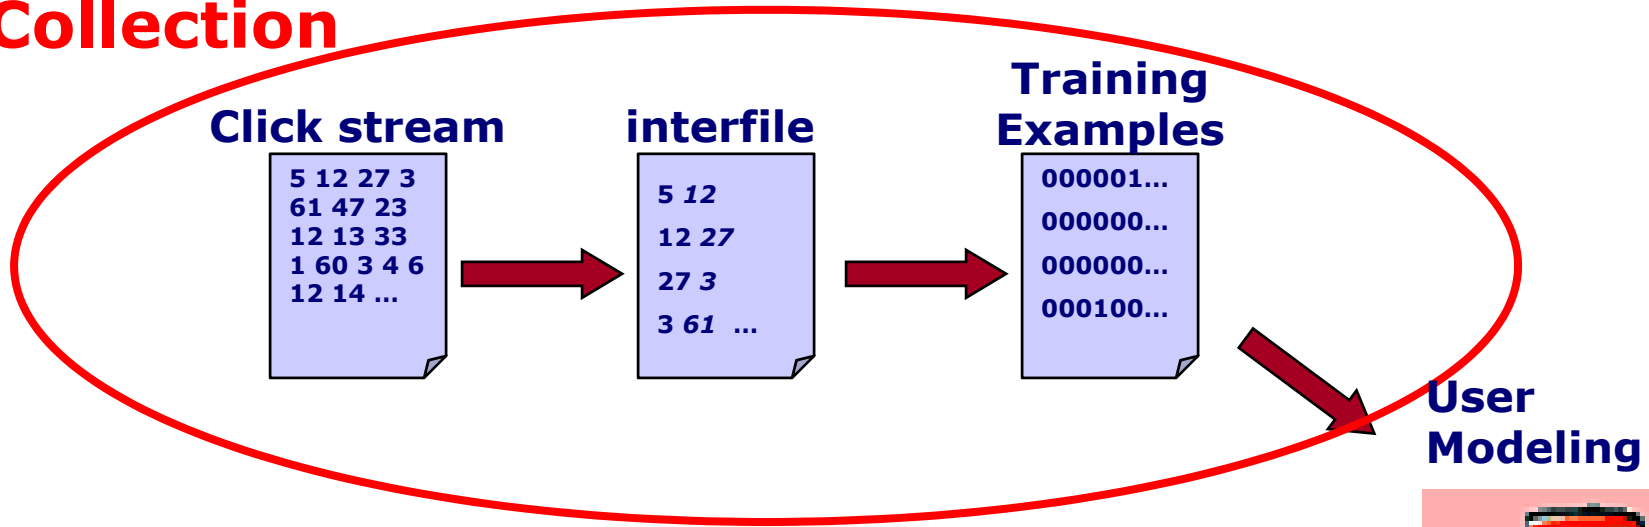 Collection
Click stream
5 12 27 3
61 47 23
12 13 33
1 60 3 4 6
12 14 ...
interfile
5 12
12 27
27 3
3 61 ...
Training
Examples
000001...
000000...
000000...
000100...
User
Modeling